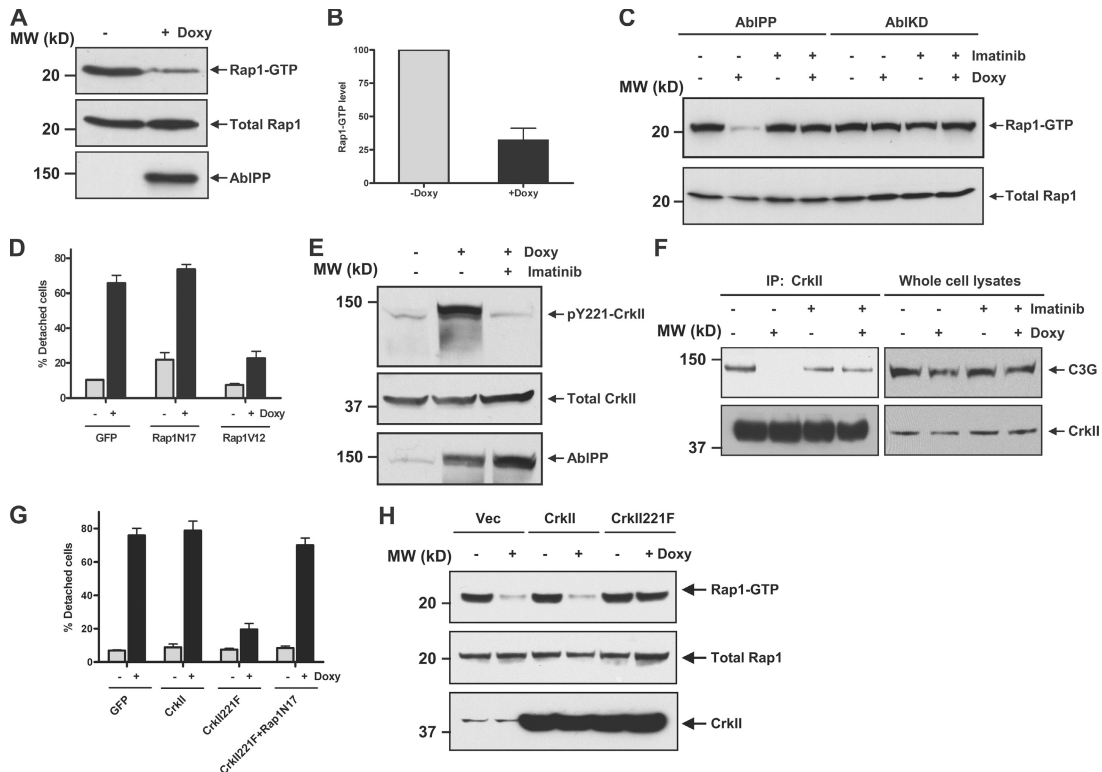 A
MW (kD)
- + Doxy
20
Rap1-GTP
20
Total Rap1
150
AblPP
B
Rap1-GTP level
100
75
50
25
0
-Doxy +Doxy
C
AblPP AblKD
- - + + - - + + Imatinib
- + - + - + - + Doxy
MW (kD)
20
Rap1-GTP
20
Total Rap1
D
% Detached cells
80
60
40
20
0
- + - + - + Doxy
GFP Rap1N17 Rap1V12
E
- + + Doxy
MW (kD)
- - + Imatinib
150
pY221-CrkII
37
Total CrkII
150
AblPP
F
IP: CrkII Whole cell lysates
- - + + - - + + Imatinib
MW (kD)
- + - + - + - + Doxy
150
C3G
37
CrkII
G
% Detached cells
80
60
40
20
0
- + - + - + - + Doxy
GFP
CrkII
CrkII221F
CrkII221F+Rap1N17
H
Vec CrkII CrkII221F
MW (kD)
- + - + - + Doxy
20
Rap1-GTP
20
Total Rap1
37
CrkII